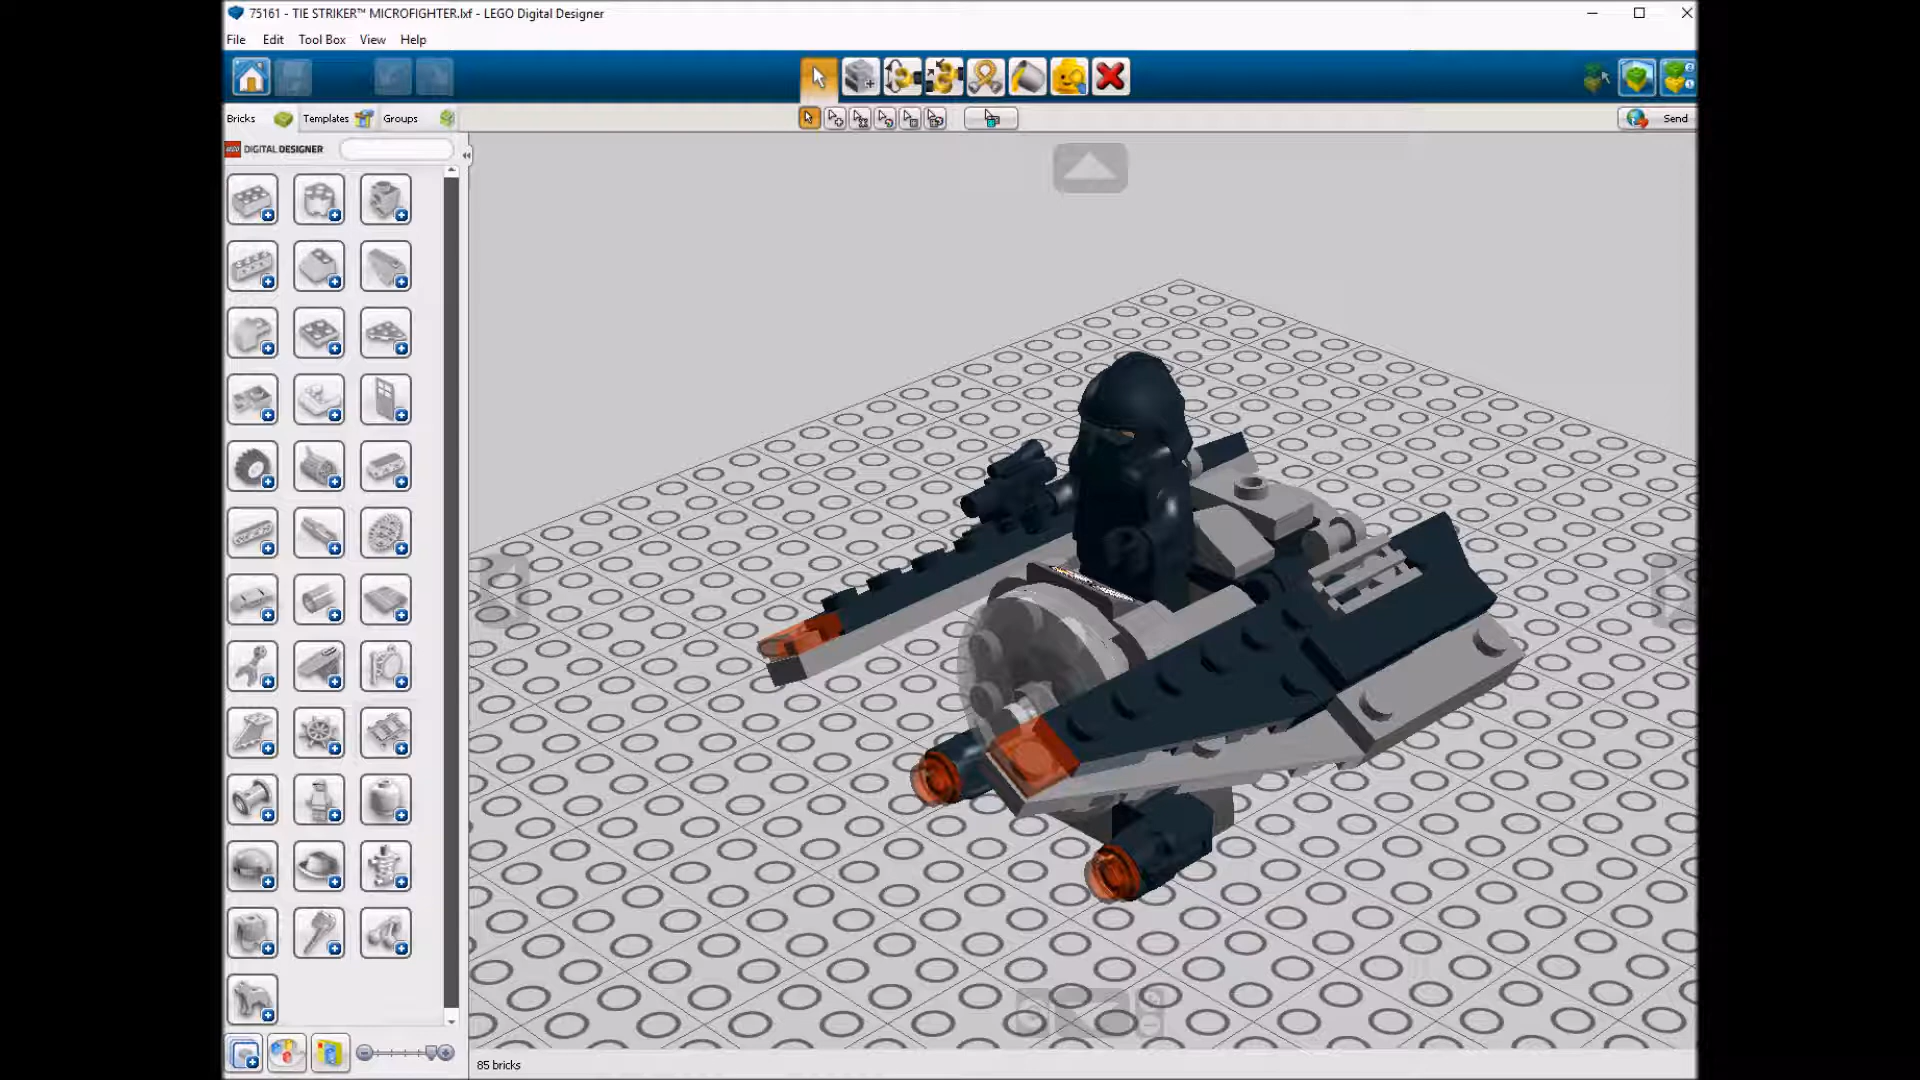 75161 - TIE STRIKER™ MICROFIGHTER.lxf - LEGO Digital Designer
File Edit Tool Box View Help
Bricks Templates Groups
Send
DIGITAL DESIGNER
85 bricks